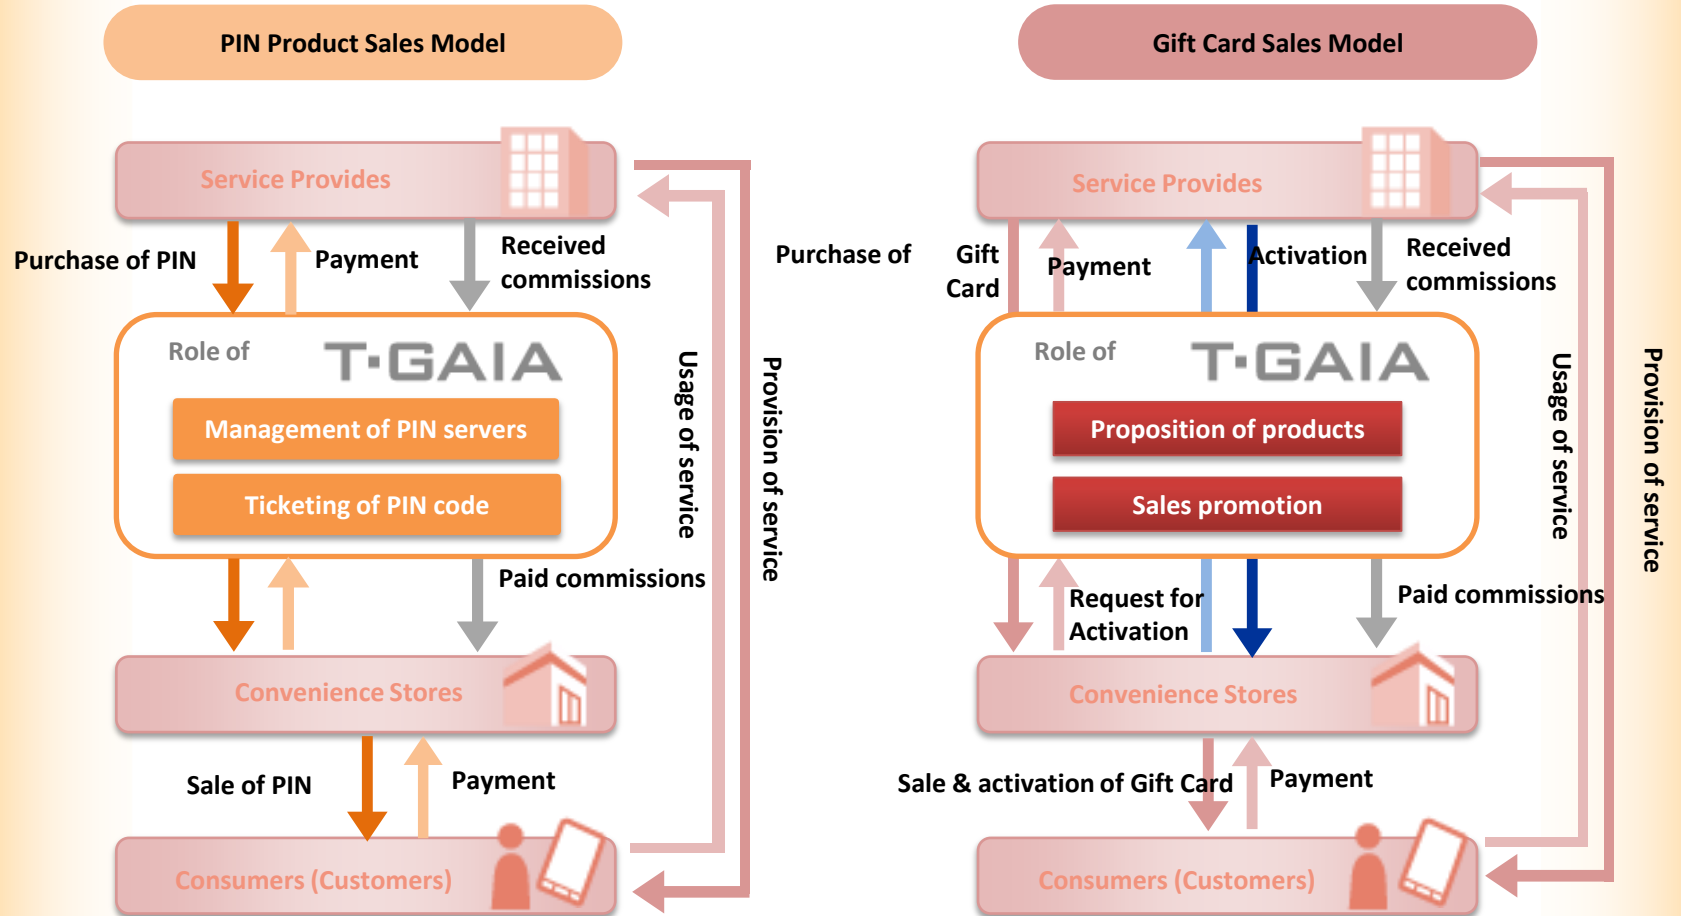 PIN Product Sales Model
Service Provides
Purchase of PIN
Payment
Received
commissions
Role of
T·GAIA
Management of PIN servers
Ticketing of PIN code
Paid commissions
Convenience Stores
Sale of PIN
Payment
Consumers (Customers)
Usage of service
Provision of service
Gift Card Sales Model
Service Provides
Purchase of
Gift
Card
Payment
Activation
Received
commissions
Role of
T·GAIA
Proposition of products
Sales promotion
Request for
Activation
Paid commissions
Convenience Stores
Sale & activation of Gift Card
Payment
Consumers (Customers)
Usage of service
Provision of service